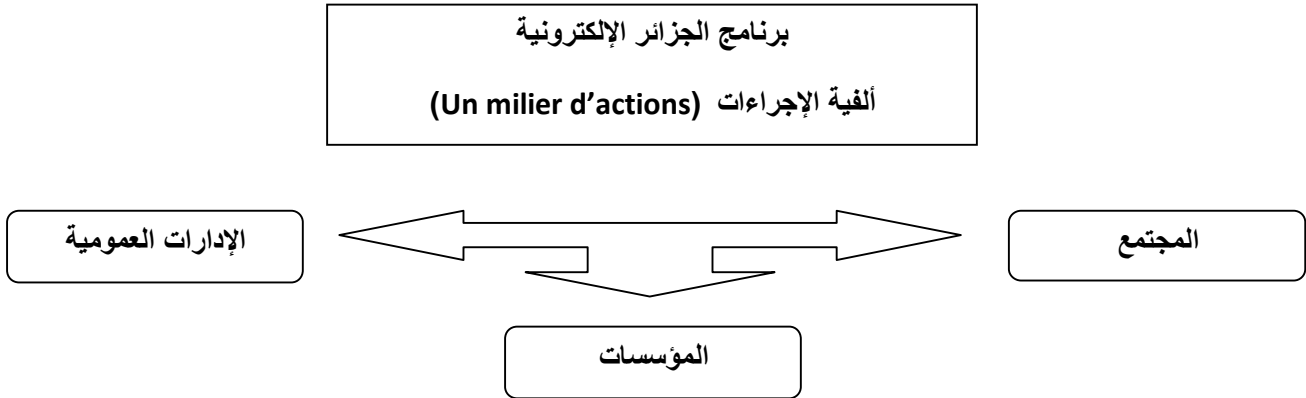 برنامج الجزائر الإلكترونية
ألفية الإجراءات (Un milier d’actions)
المجتمع
الإدارات العمومية
المؤسسات